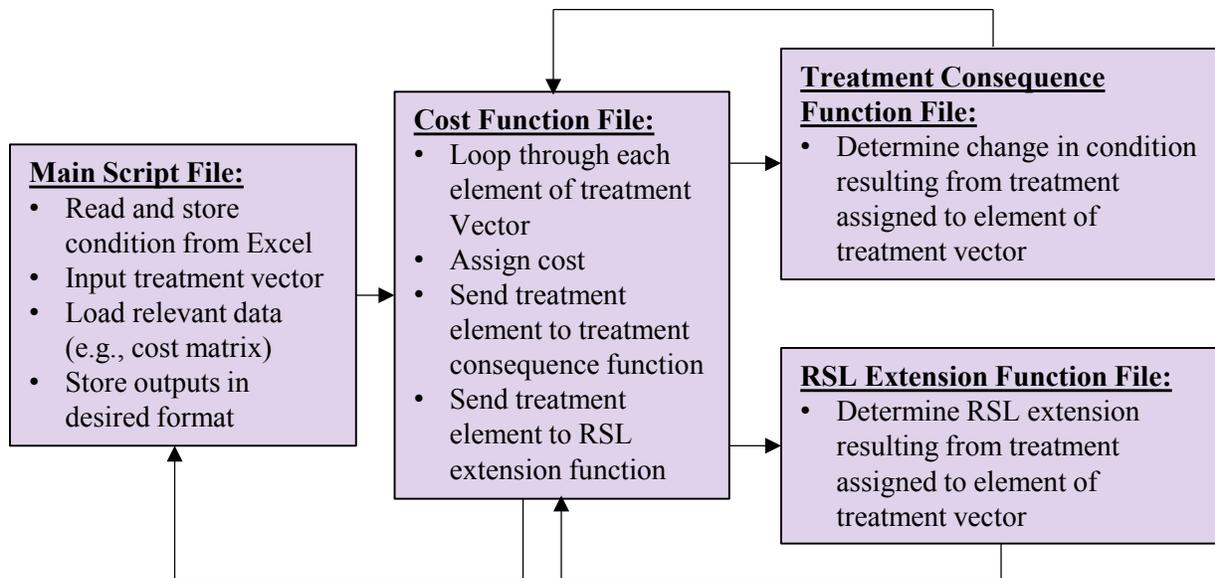 Main Script File:
• Read and store
condition from Excel
• Input treatment vector
• Load relevant data
(e.g., cost matrix)
• Store outputs in
desired format
Cost Function File:
• Loop through each
element of treatment
Vector
• Assign cost
• Send treatment
element to treatment
consequence function
• Send treatment
element to RSL
extension function
Treatment Consequence
Function File:
• Determine change in condition
resulting from treatment
assigned to element of
treatment vector
RSL Extension Function File:
• Determine RSL extension
resulting from treatment
assigned to element of
treatment vector